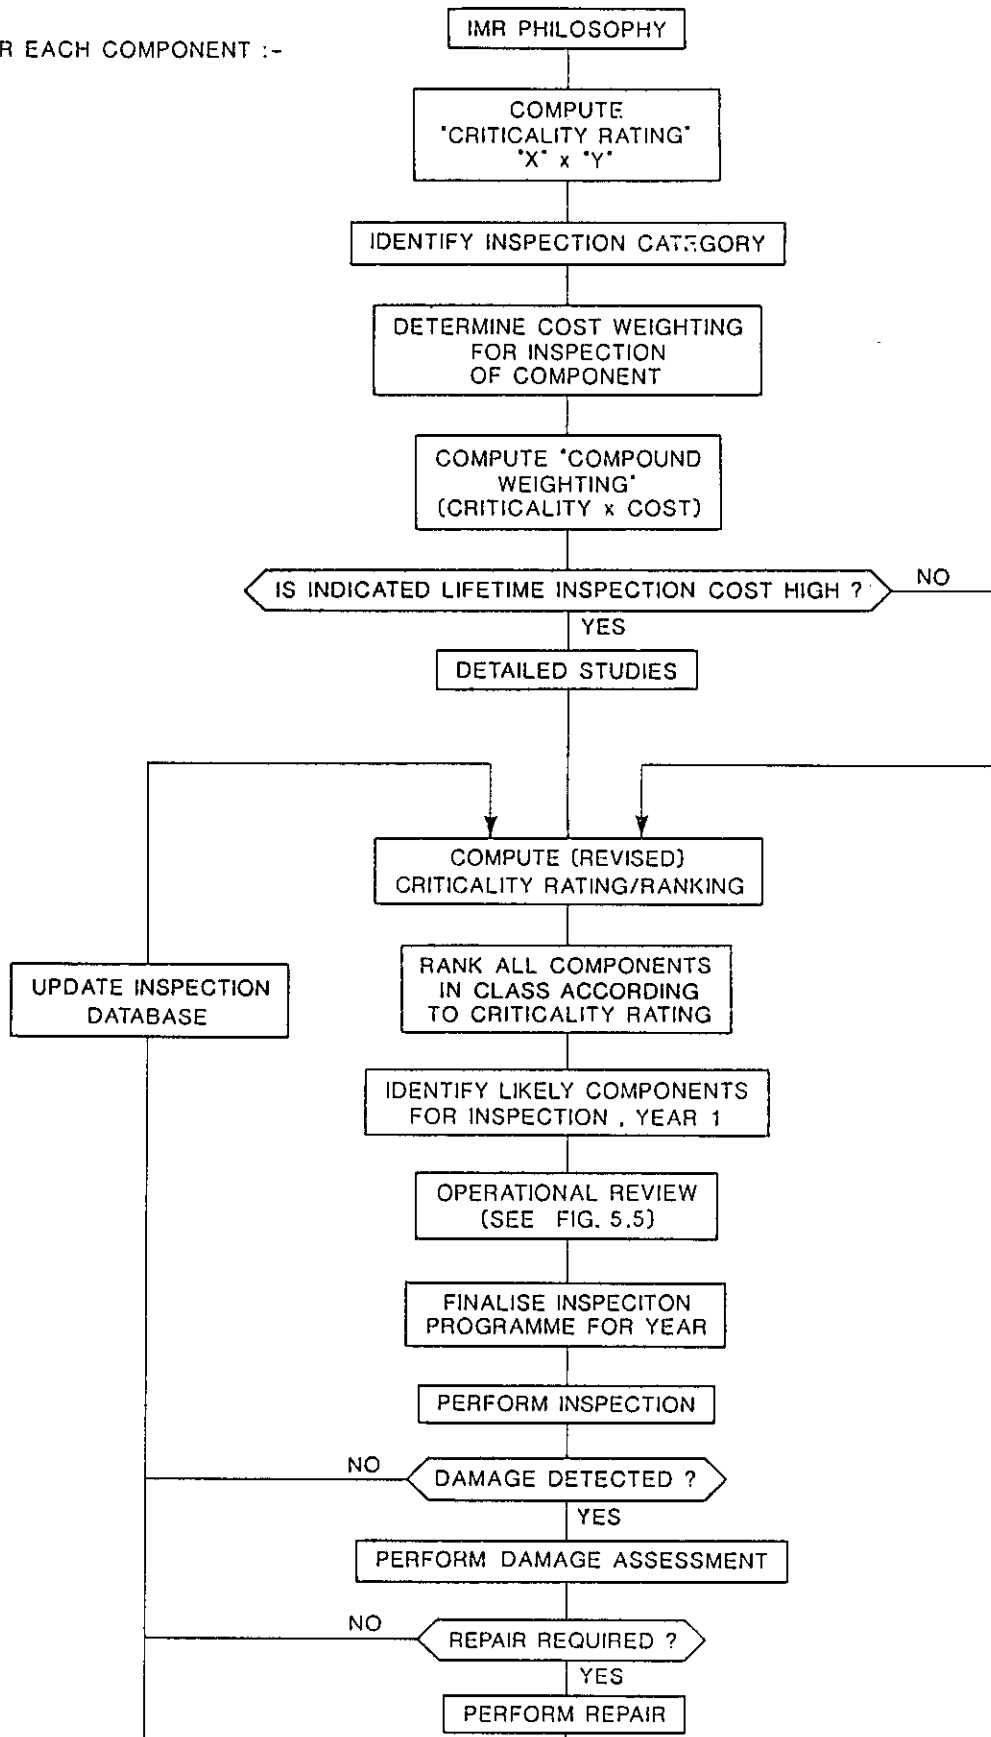 R EACH COMPONENT :-
IMR PHILOSOPHY
COMPUTE
"CRITICALITY RATING"
"X" x "Y"
IDENTIFY INSPECTION CATEGORY
DETERMINE COST WEIGHTING
FOR INSPECTION
OF COMPONENT
COMPUTE "COMPOUND
WEIGHTING"
(CRITICALITY x COST)
IS INDICATED LIFETIME INSPECTION COST HIGH ?
NO
YES
DETAILED STUDIES
COMPUTE (REVISED)
CRITICALITY RATING/RANKING
UPDATE INSPECTION
DATABASE
RANK ALL COMPONENTS
IN CLASS ACCORDING
TO CRITICALITY RATING
IDENTIFY LIKELY COMPONENTS
FOR INSPECTION , YEAR 1
OPERATIONAL REVIEW
(SEE FIG. 5.5)
FINALISE INSPECITON
PROGRAMME FOR YEAR
PERFORM INSPECTION
NO
DAMAGE DETECTED ?
YES
PERFORM DAMAGE ASSESSMENT
NO
REPAIR REQUIRED ?
YES
PERFORM REPAIR